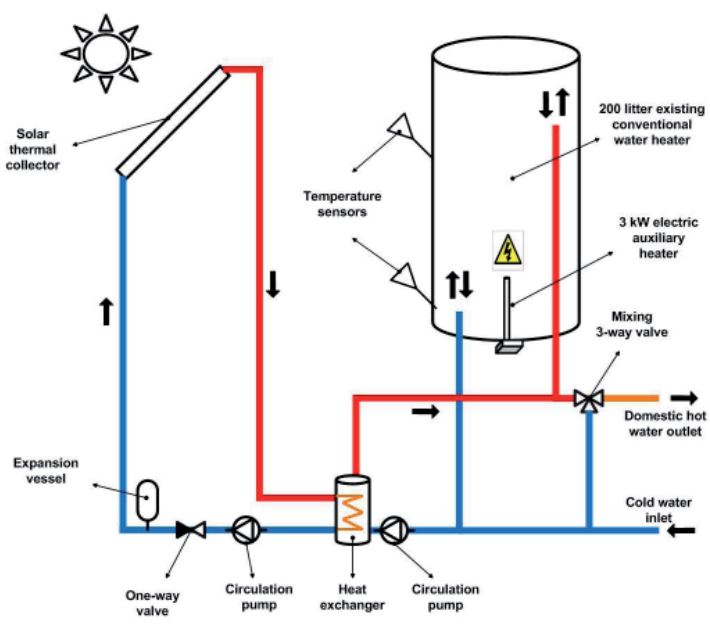 Solar
thermal
collector
200 litter existing
conventional
water heater
Temperature
sensors
3 kW electric
auxiliary
heater
Mixing
3-way valve
Domestic hot
water outlet
Expansion
vessel
Cold water
inlet
One-way
valve
Circulation
pump
Heat
exchanger
Circulation
pump